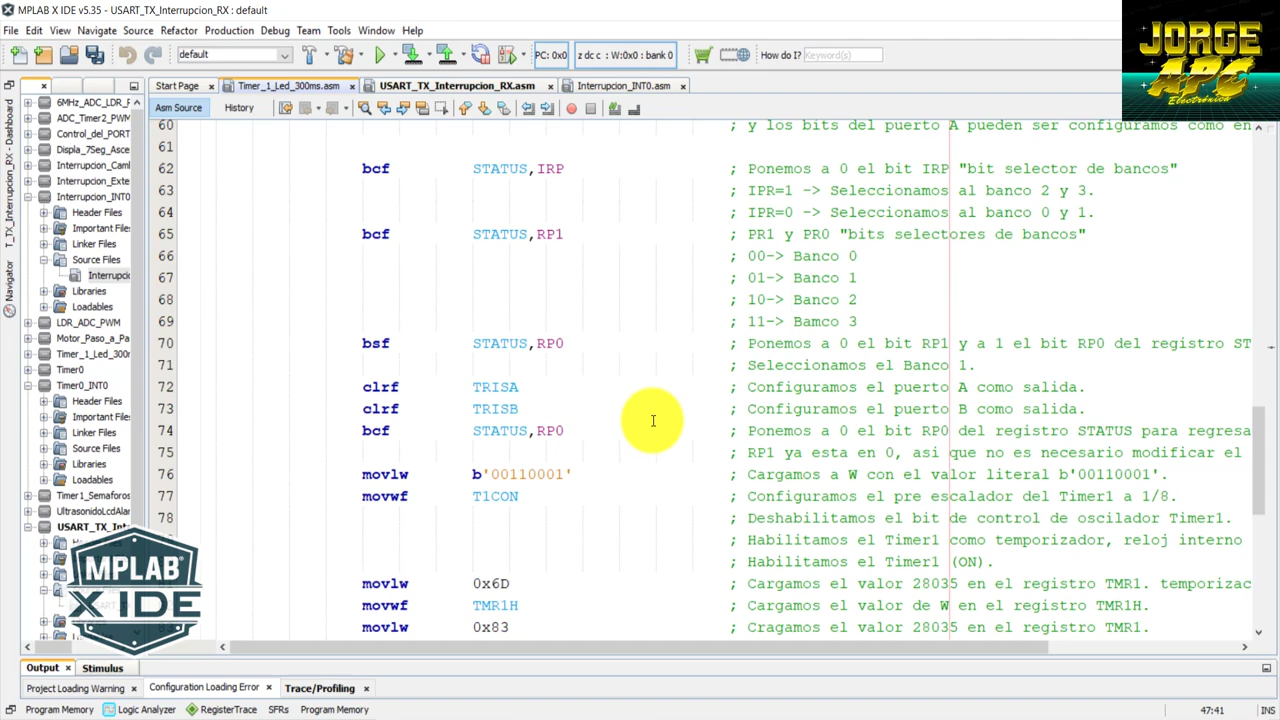 MPLAB X IDE v5.35 - USART_TX_Interrupcion_RX : default
File Edit View Navigate Source Refactor Production Debug Team Tools Window Help
default PC: 0x0 z dc c : W:0x0 : bank 0 How do I? Keyword(s)
JORGE
APC
Electrónica
Start Page Timer_1_Led_300ms.asm USART_TX_Interrupcion_RX.asm Interrupcion_INT0.asm
Asm Source History
T_TX_Interrupcion_RX - Dashboard
Navigator
6MHz_ADC_LDR_F
ADC_Timer2_PWM
Control_del_PORT
Displa_7Seg_Asce
Interrupcion_Cam
Interrupcion_Exte
Interrupcion_INT0
Header Files
Important Files
Linker Files
Source Files
Interrupcio
Libraries
Loadables
LDR_ADC_PWM
Motor_Paso_a_Pa
Timer_1_Led_300m
Timer0
Timer0_INT0
Header Files
Important Files
Linker Files
Source Files
Libraries
Loadables
Timer1_Semaforos
UltrasonidoLcdAlar
USART_TX_Inte
MPLAB
X IDE
60 ; y los bits del puerto A pueden ser configuramos como en
61
62 bcf STATUS,IRP ; Ponemos a 0 el bit IRP "bit selector de bancos"
63 ; IPR=1 -> Seleccionamos al banco 2 y 3.
64 ; IPR=0 -> Seleccionamos al banco 0 y 1.
65 bcf STATUS,RP1 ; PR1 y PR0 "bits selectores de bancos"
66 ; 00-> Banco 0
67 ; 01-> Banco 1
68 ; 10-> Banco 2
69 ; 11-> Bamco 3
70 bsf STATUS,RP0 ; Ponemos a 0 el bit RP1 y a 1 el bit RP0 del registro ST
71 ; Seleccionamos el Banco 1.
72 clrf TRISA ; Configuramos el puerto A como salida.
73 clrf TRISB ; Configuramos el puerto B como salida.
74 bcf STATUS,RP0 ; Ponemos a 0 el bit RP0 del registro STATUS para regresa
75 ; RP1 ya esta en 0, asi que no es necesario modificar el
76 movlw b'00110001' ; Cargamos a W con el valor literal b'00110001'.
77 movwf T1CON ; Configuramos el pre escalador del Timer1 a 1/8.
78 ; Deshabilitamos el bit de control de oscilador Timer1.
; Habilitamos el Timer1 como temporizador, reloj interno
; Habilitamos el Timer1 (ON).
movlw 0x6D ; Cargamos el valor 28035 en el registro TMR1. temporizac
movwf TMR1H ; Cargamos el valor de W en el registro TMR1H.
movlw 0x83 ; Cragamos el valor 28035 en el registro TMR1.
Output Stimulus
Project Loading Warning Configuration Loading Error Trace/Profiling
Program Memory Logic Analyzer RegisterTrace SFRs Program Memory 47:41 INS